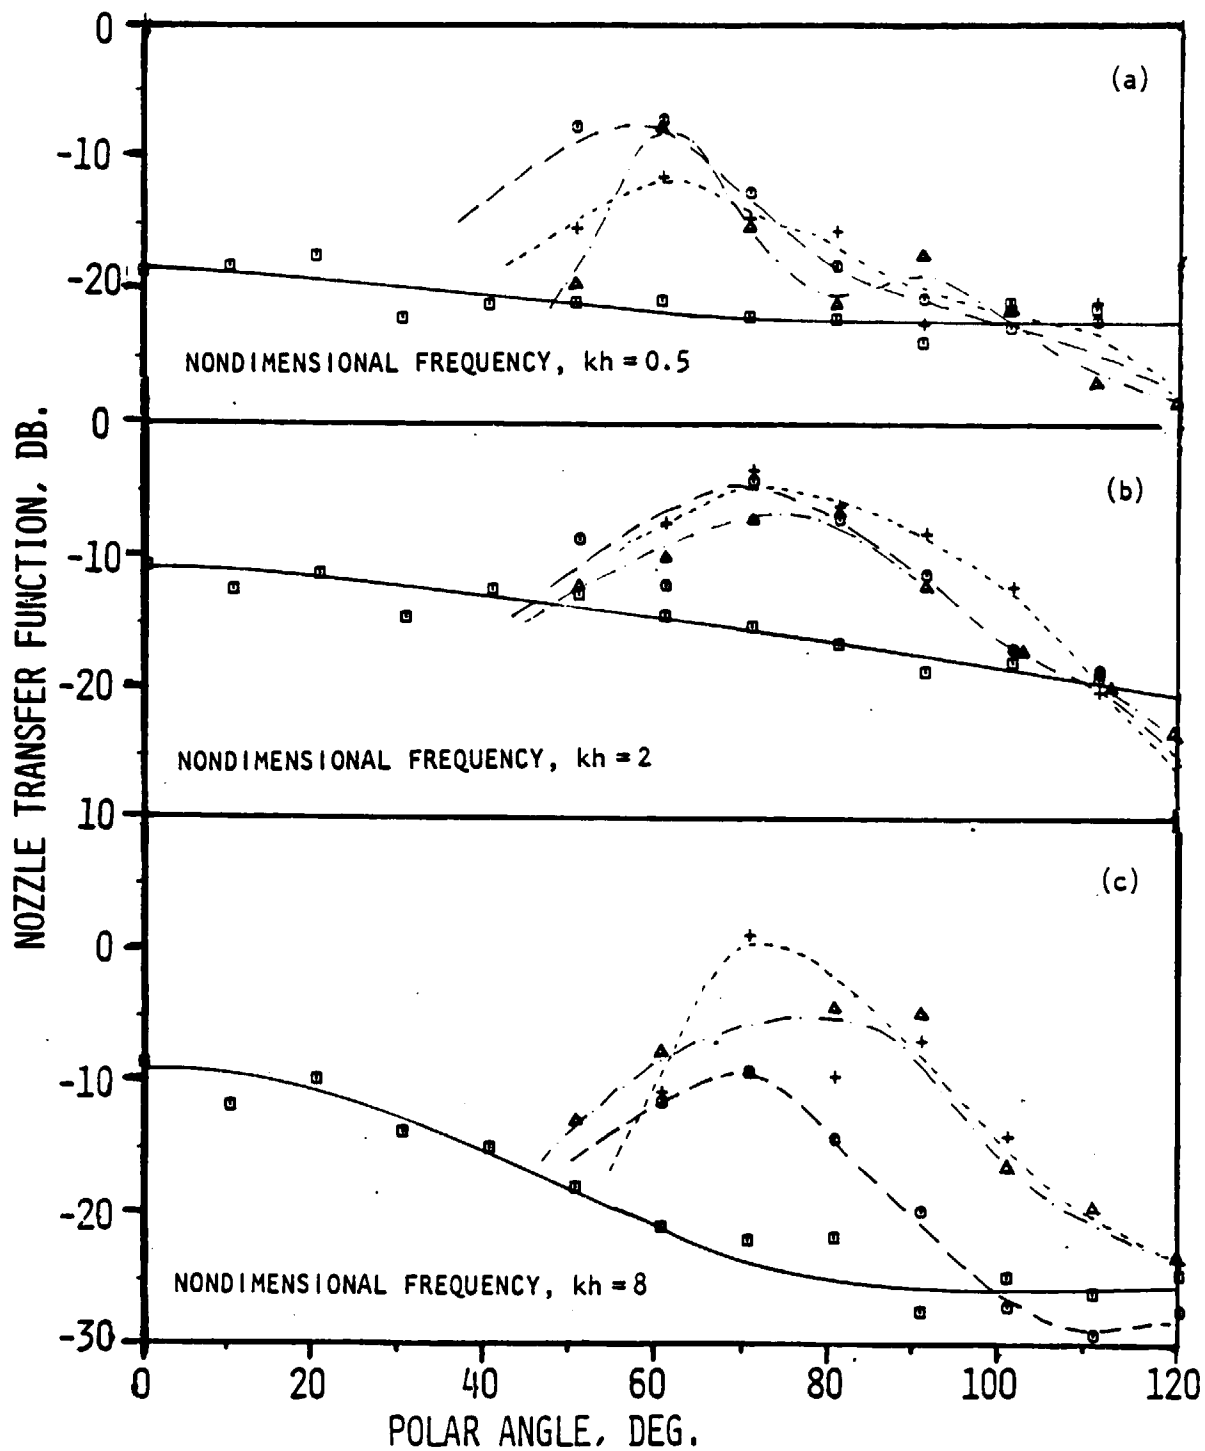 NOZZLE TRANSFER FUNCTION, DB.
0
(a)
-10
-20
NONDIMENSIONAL FREQUENCY, kh = 0.5
0
(b)
-10
-20
NONDIMENSIONAL FREQUENCY, kh = 2
10
(c)
0
-10
-20
NONDIMENSIONAL FREQUENCY, kh = 8
-30
0 20 40 60 80 100 120
POLAR ANGLE, DEG.